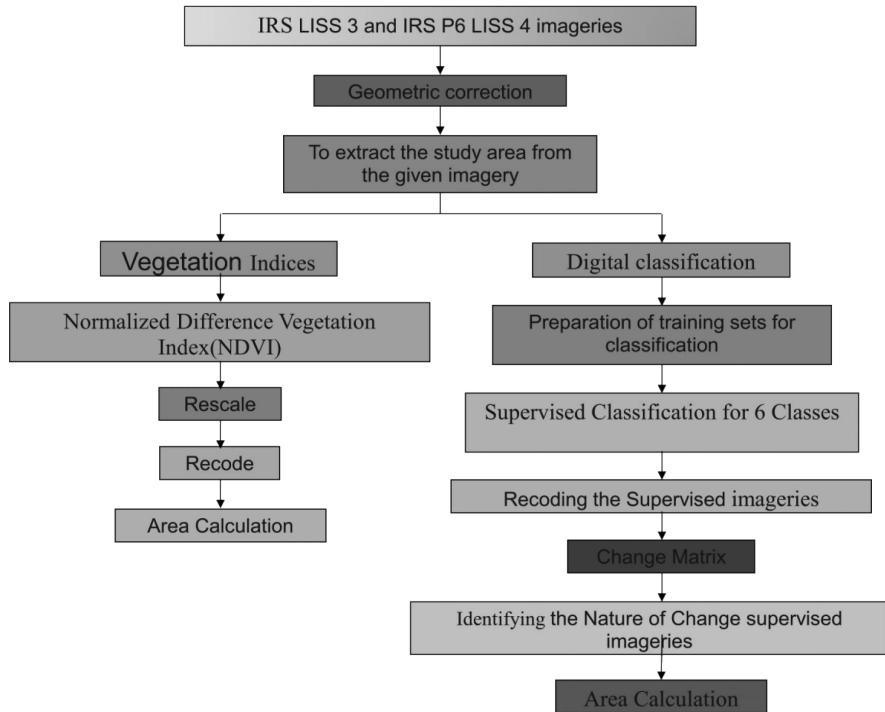 IRS LISS 3 and IRS P6 LISS 4 imageries
Geometric correction
To extract the study area from
the given imagery
Vegetation Indices
Normalized Difference Vegetation
Index(NDVI)
Rescale
Recode
Area Calculation
Digital classification
Preparation of training sets for
classification
Supervised Classification for 6 Classes
Recoding the Supervised imageries
Change Matrix
Identifying the Nature of Change supervised
imageries
Area Calculation